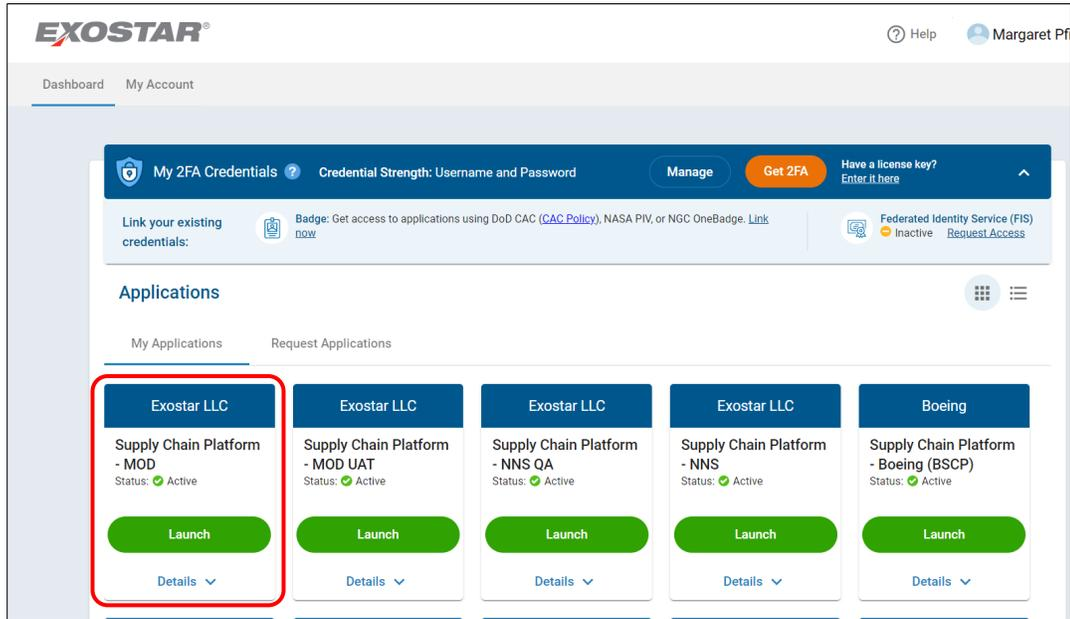 EXOSTAR®
Help
Margaret
Dashboard My Account
My 2FA Credentials ? Credential Strength: Username and Password
Manage
Get 2FA
Have a license key?
Enter it here
Link your existing
credentials:
Badge: Get access to applications using DoD CAC (CAC Policy), NASA PIV, or NGC OneBadge. Link
now
Federated Identity Service (FIS)
Inactive Request Access
Applications
My Applications Request Applications
Exostar LLC
Supply Chain Platform
- MOD
Status: Active
Launch
Details
Exostar LLC
Supply Chain Platform
- MOD UAT
Status: Active
Launch
Details
Exostar LLC
Supply Chain Platform
- NNS QA
Status: Active
Launch
Details
Exostar LLC
Supply Chain Platform
- NNS
Status: Active
Launch
Details
Boeing
Supply Chain Platform
- Boeing (BSCP)
Status: Active
Launch
Details